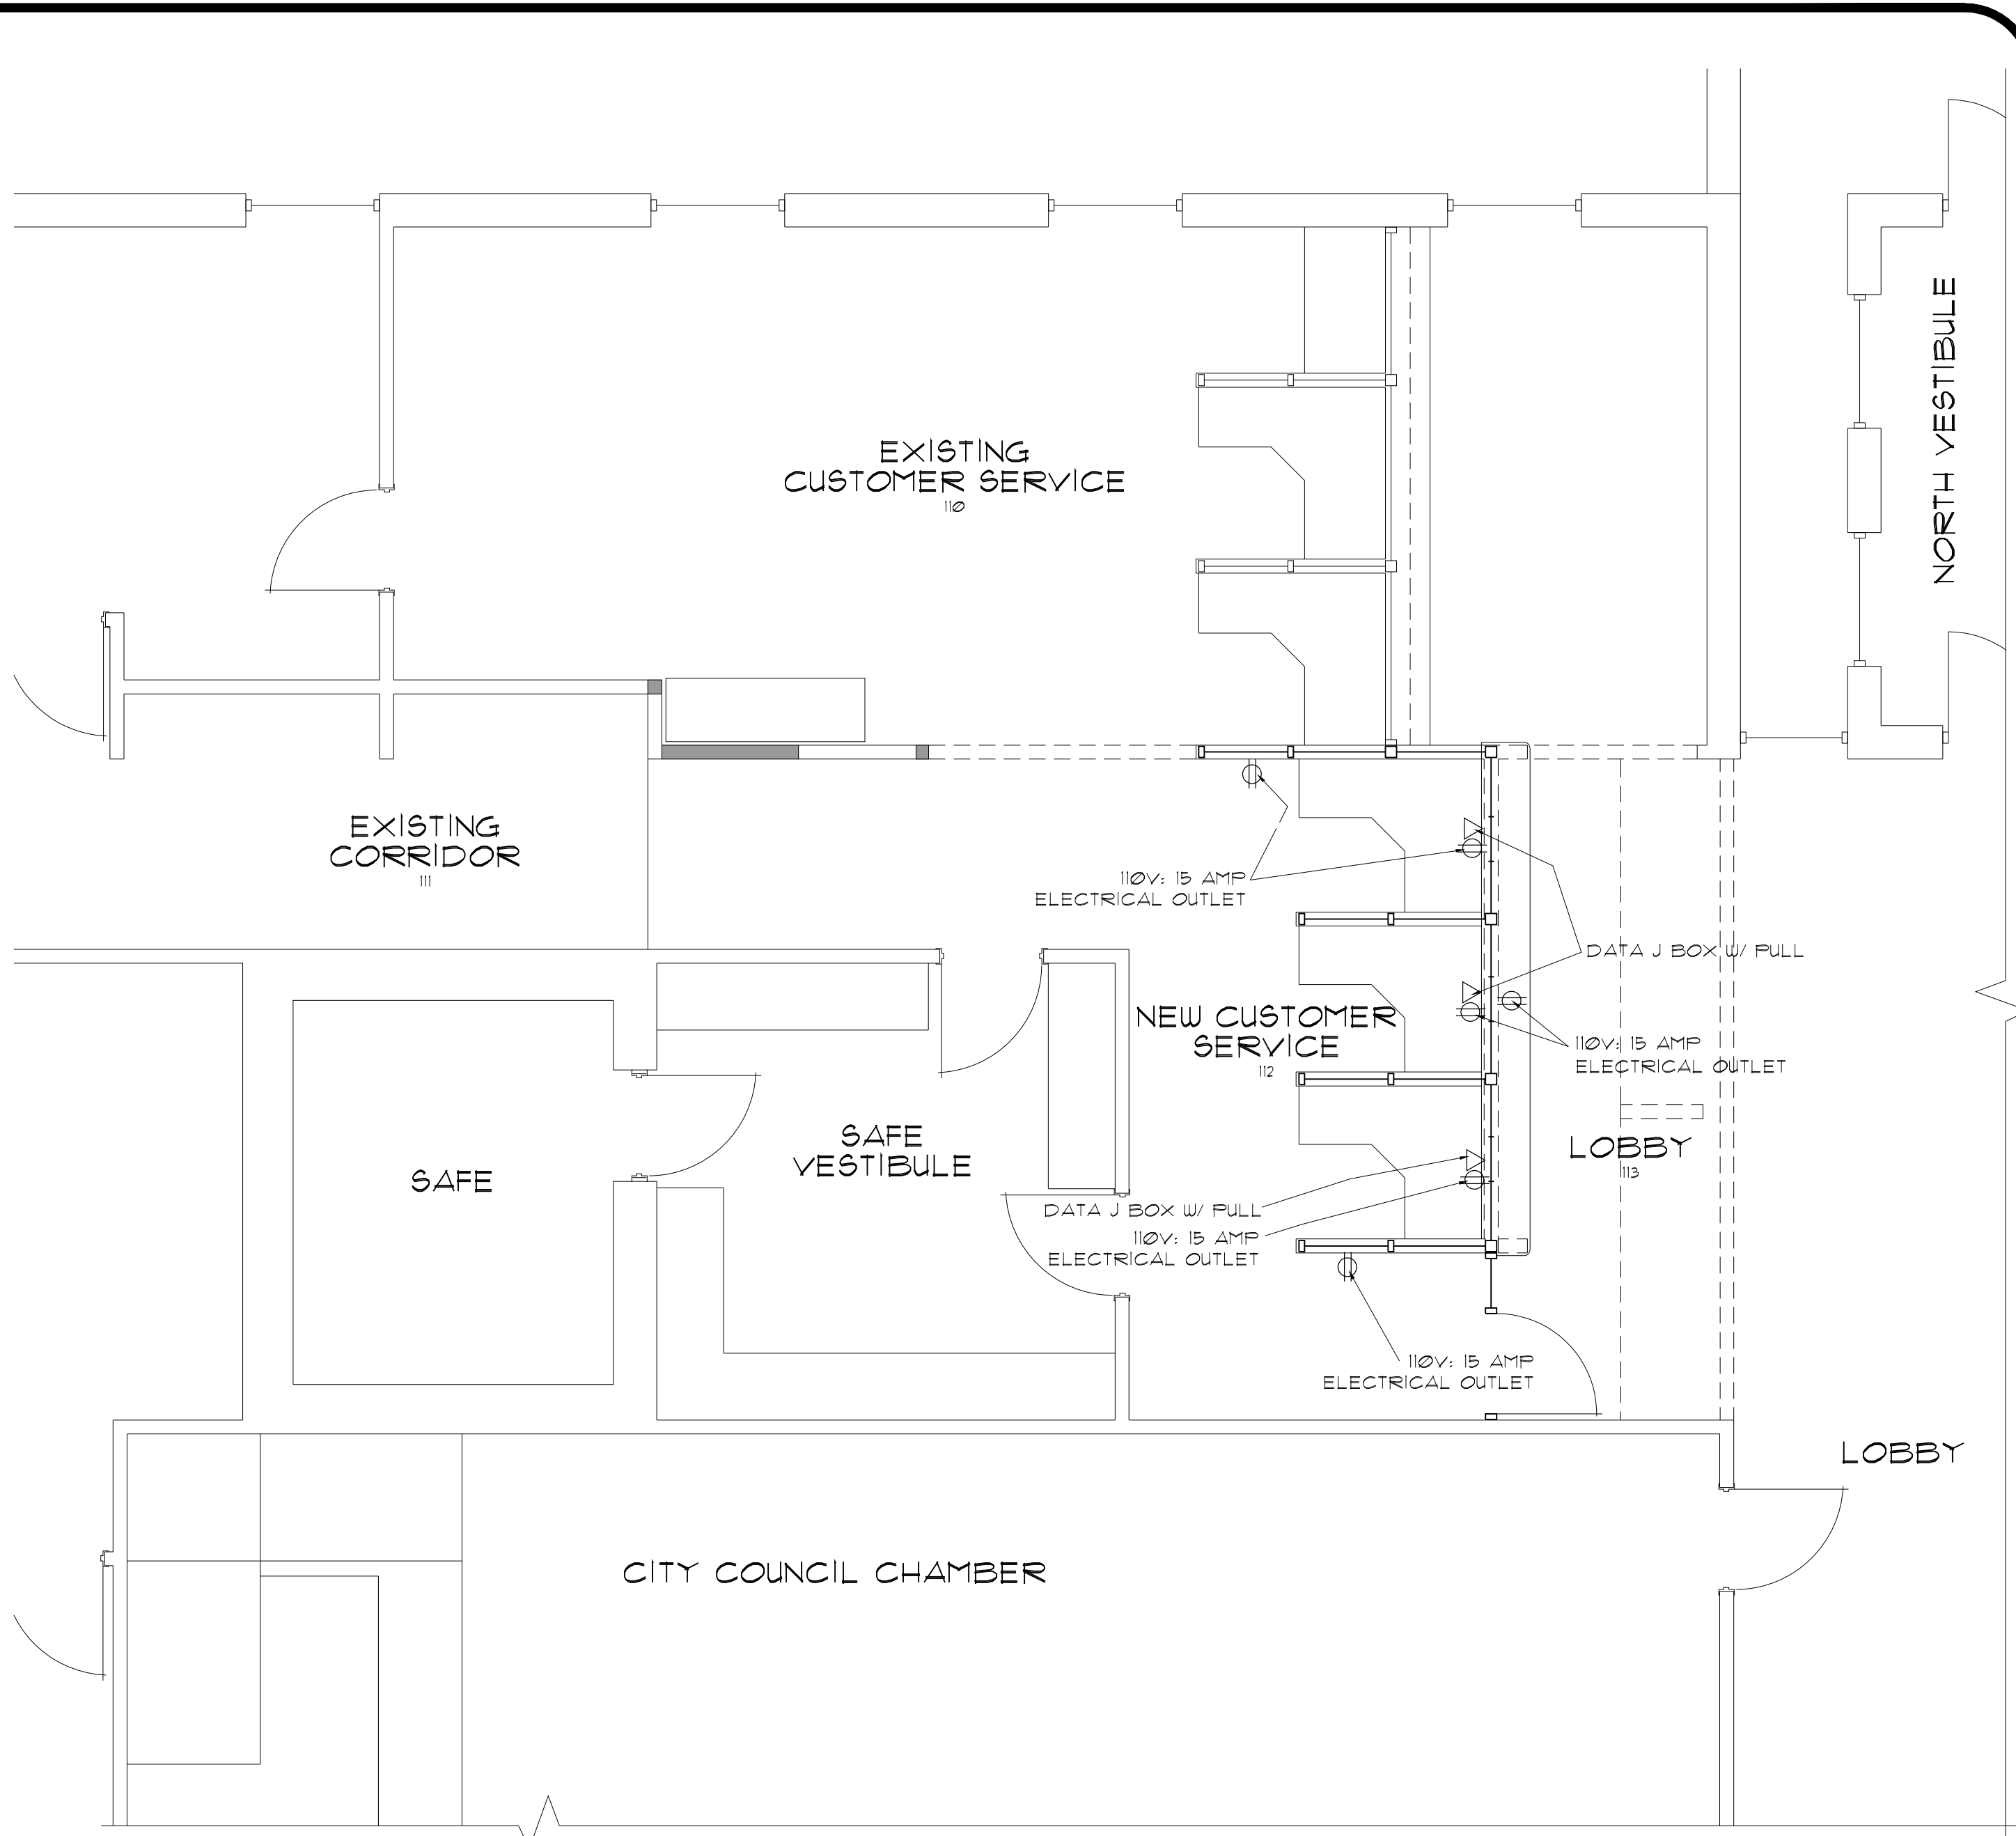 NORTH VESTIBULE
EXISTING
CUSTOMER SERVICE
110
EXISTING
CORRIDOR
111
110V: 15 AMP
ELECTRICAL OUTLET
DATA J BOX W/ PULL
NEW CUSTOMER
SERVICE
112
110V: 15 AMP
ELECTRICAL OUTLET
SAFE
VESTIBULE
SAFE
LOBBY
113
DATA J BOX W/ PULL
110V: 15 AMP
ELECTRICAL OUTLET
110V: 15 AMP
ELECTRICAL OUTLET
LOBBY
CITY COUNCIL CHAMBER